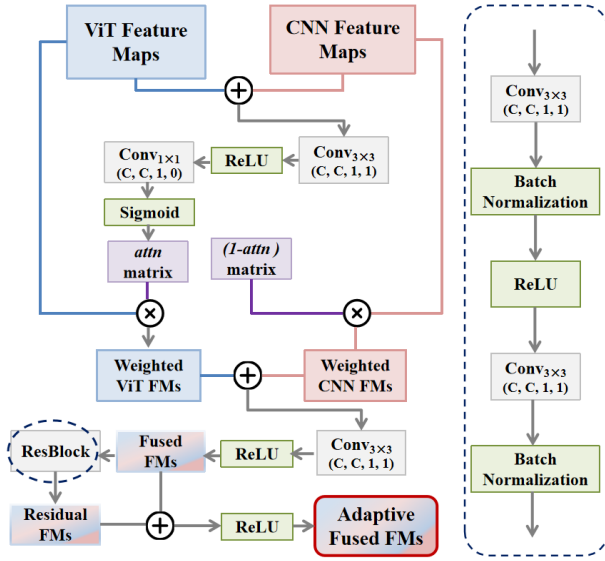 ViT Feature
Maps
CNN Feature
Maps
Conv3×3
(C, C, 1, 1)
ReLU
Conv1×1
(C, C, 1, 0)
Sigmoid
attn
matrix
(1-attn )
matrix
Weighted
ViT FMs
Weighted
CNN FMs
Conv3×3
(C, C, 1, 1)
ReLU
Fused
FMs
ResBlock
Residual
FMs
ReLU
Adaptive
Fused FMs
Conv3×3
(C, C, 1, 1)
Batch
Normalization
ReLU
Conv3×3
(C, C, 1, 1)
Batch
Normalization